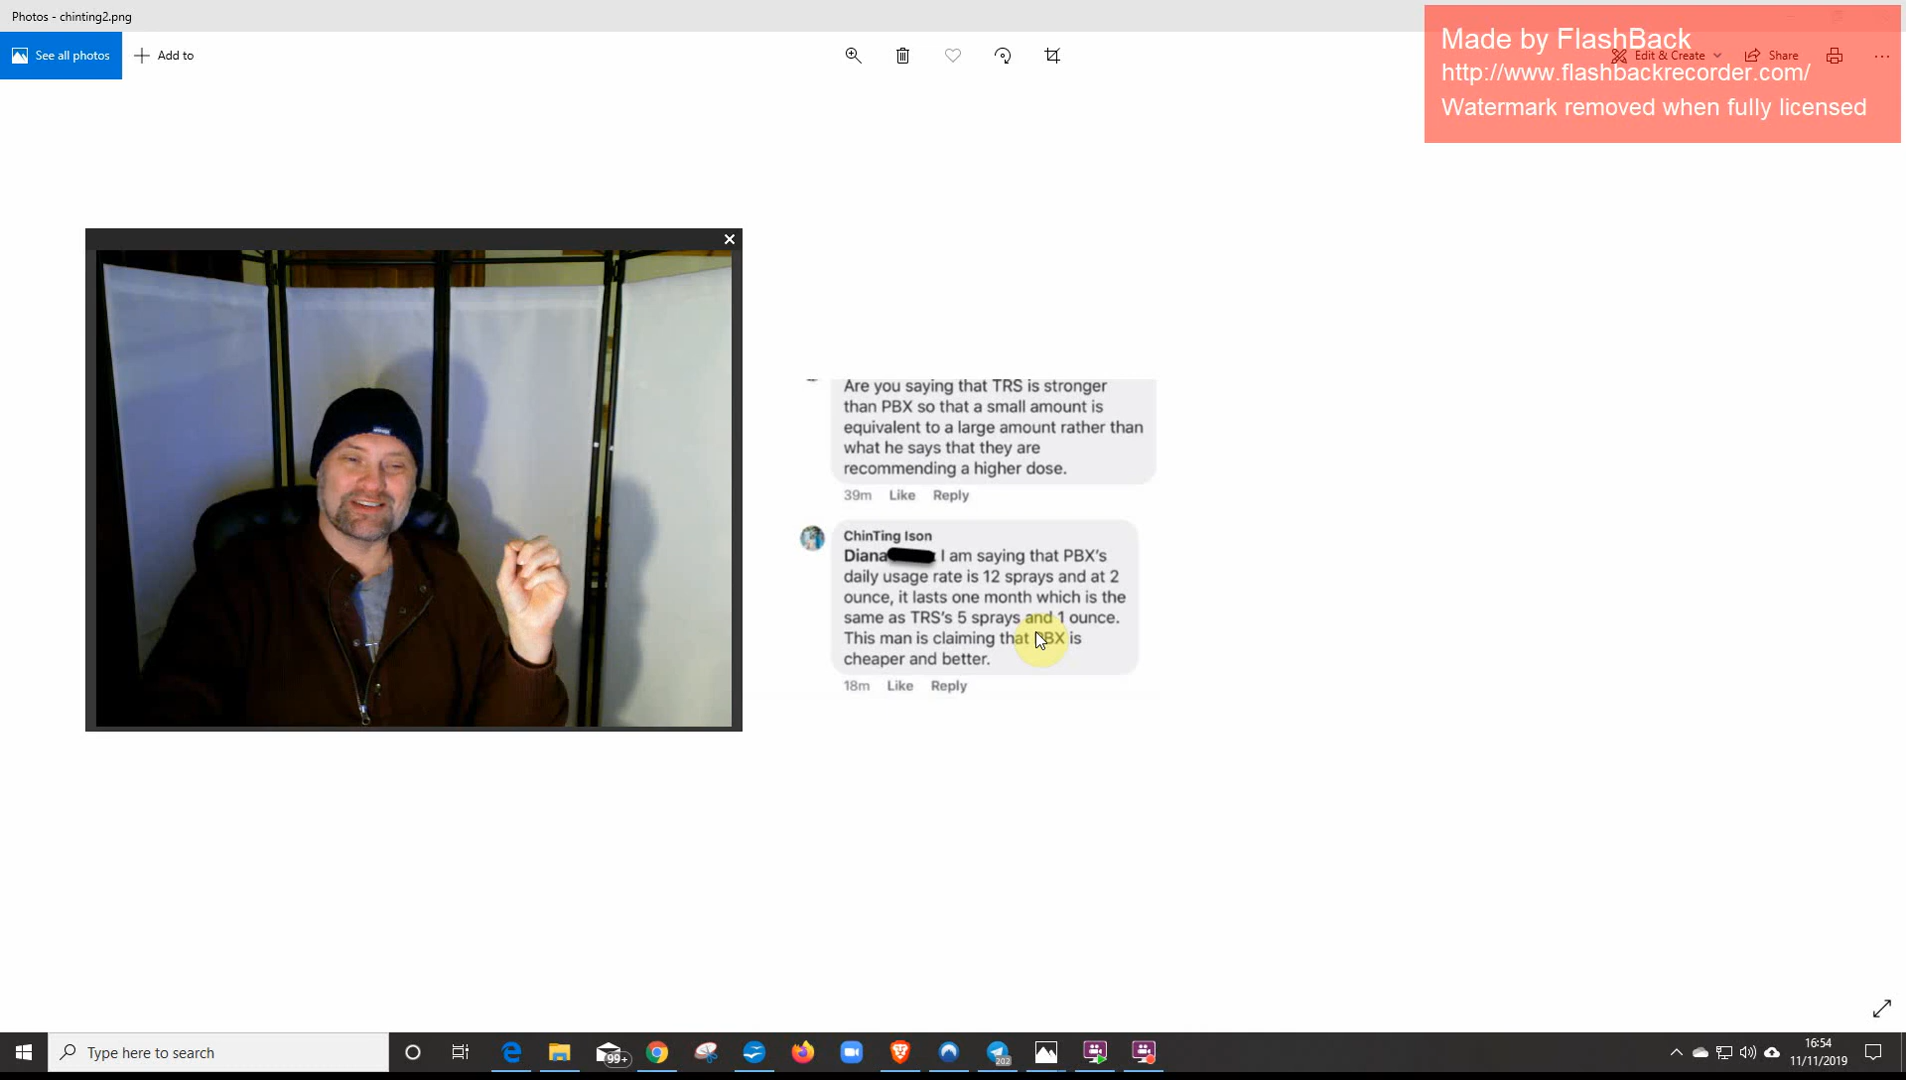 Photos - chinting2.png
See all photos
Add to
Edit & Create
Share
Made by FlashBack
http://www.flashbackrecorder.com/
Watermark removed when fully licensed
Are you saying that TRS is stronger
than PBX so that a small amount is
equivalent to a large amount rather than
what he says that they are
recommending a higher dose.
39m Like Reply
ChinTing Ison
Diana I am saying that PBX's
daily usage rate is 12 sprays and at 2
ounce, it lasts one month which is the
same as TRS's 5 sprays and 1 ounce.
This man is claiming that PBX is
cheaper and better.
18m Like Reply
Type here to search
99+
202
16:54
11/11/2019